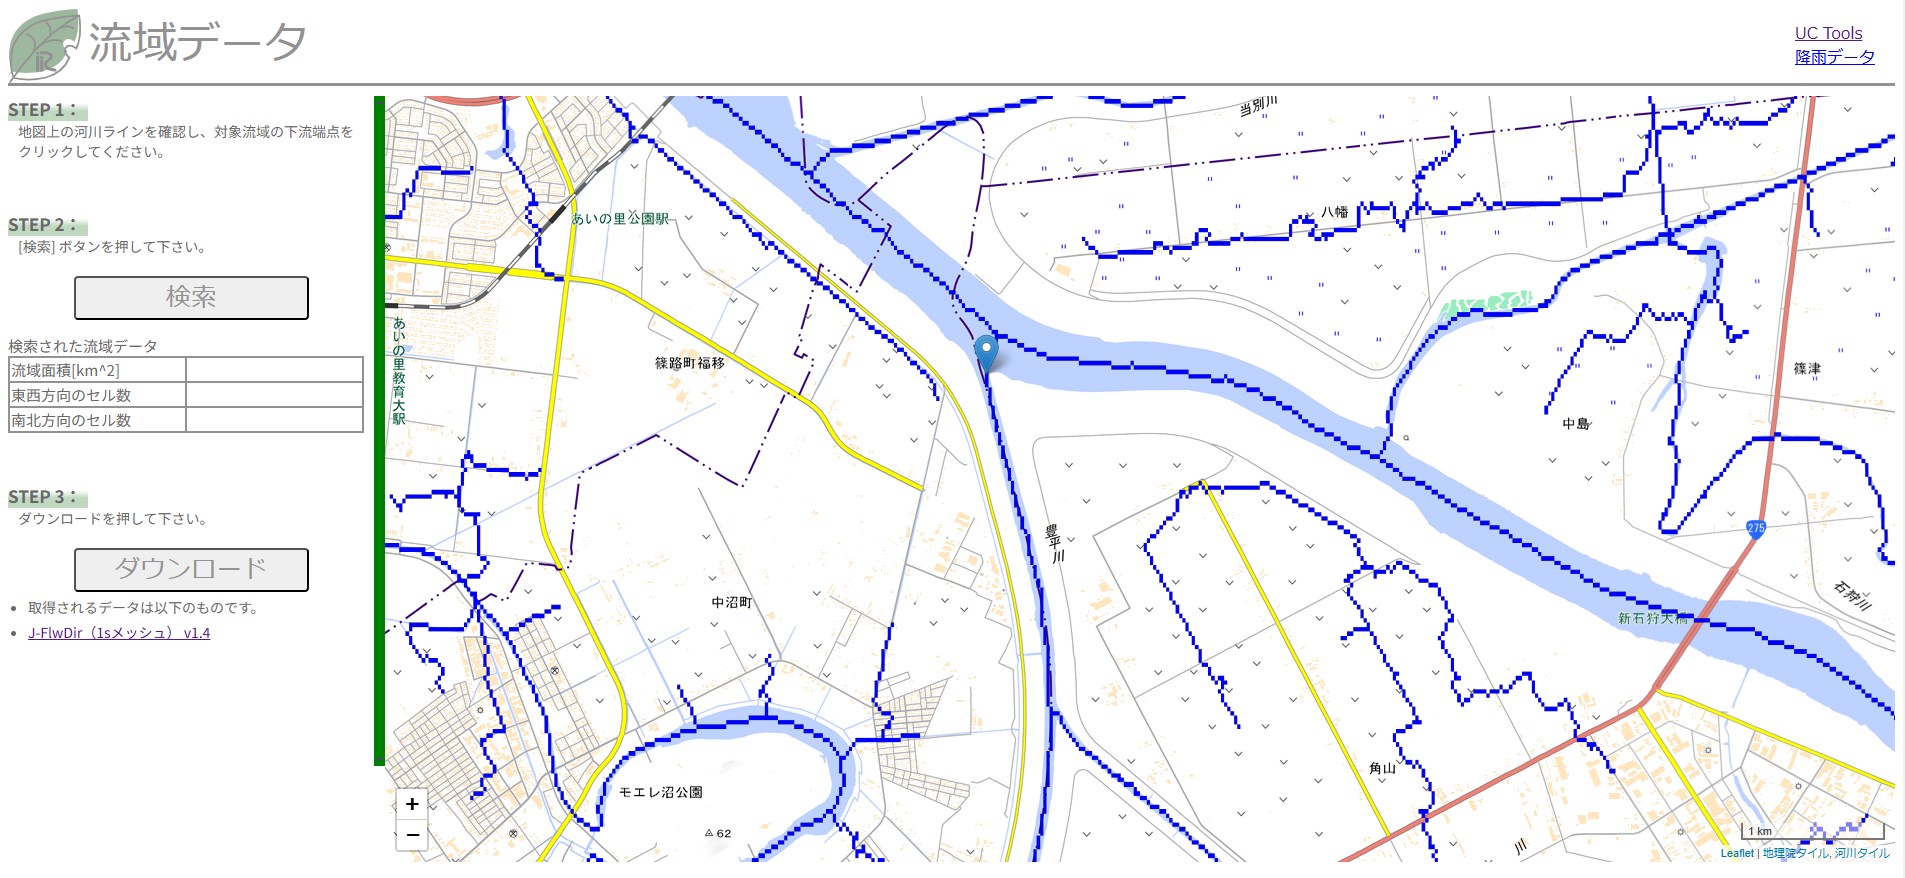 流域データ
UC Tools
降雨データ
STEP 1：
地図上の河川ラインを確認し、対象流域の下流端点を
クリックしてください。
STEP 2：
[検索] ボタンを押して下さい。
検索
検索された流域データ
流域面積[km^2]
東西方向のセル数
南北方向のセル数
STEP 3：
ダウンロードを押して下さい。
ダウンロード
取得されるデータは以下のものです。
J-FlwDir（1sメッシュ） v1.4
当別川
八幡
あいの里公園駅
あいの里教育大駅
篠路町福移
篠津
中島
豊平川
275
中沼町
石狩川
新石狩大橋
モエレ沼公園
角山
62
川
+
−
1 km
Leaflet | 地理院タイル, 河川タイル